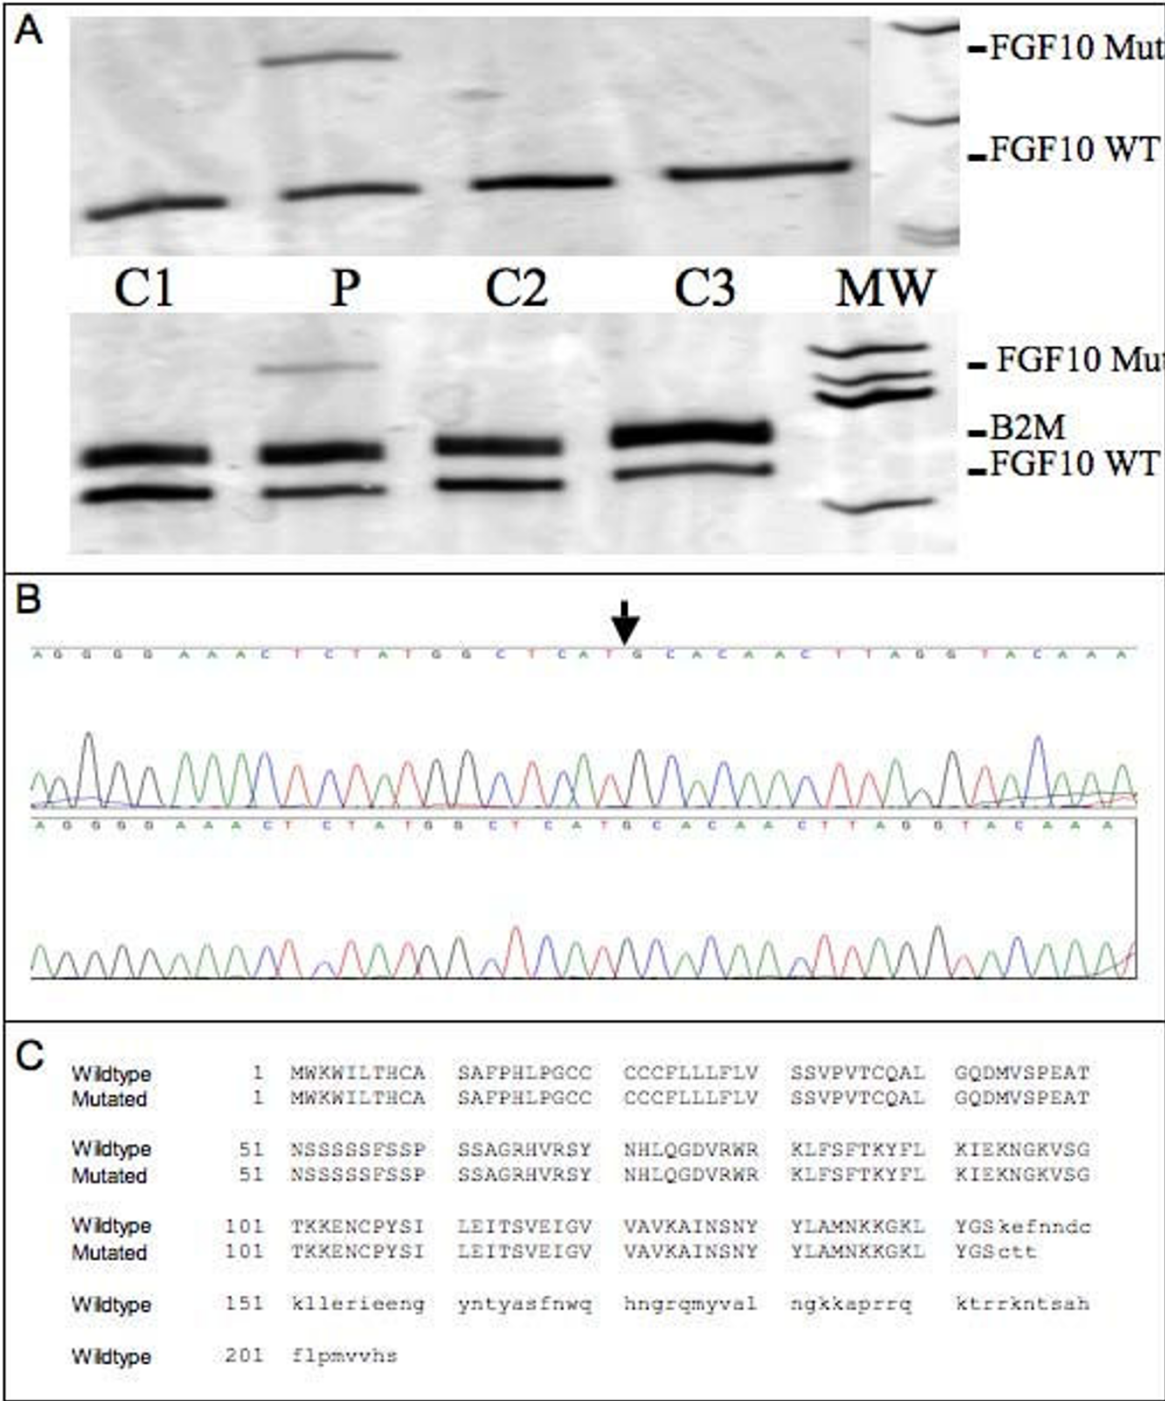 A
FGF10 Mut
FGF10 WT
C1 P C2 C3 MW
FGF10 Mut
B2M
FGF10 WT
B
A G G G G A A A C T C T A T G G C T C A T G C A C A A C T T A G G T A C A A A
A G G G G A A A C T C T A T G G C T C A T G C A C A A C T T A G G T A C A A A
C
Wildtype 1 MWKWILTHCA SAFPHLPGCC CCCFLLLFLV SSVPVTCQAL GQDMVSPEAT
Mutated 1 MWKWILTHCA SAFPHLPGCC CCCFLLLFLV SSVPVTCQAL GQDMVSPEAT
Wildtype 51 NSSSSSFSSP SSAGRHVRSY NHLQGDVRWR KLFSFTKYFL KIEKNGKVSG
Mutated 51 NSSSSSFSSP SSAGRHVRSY NHLQGDVRWR KLFSFTKYFL KIEKNGKVSG
Wildtype 101 TKKENCPYSI LEITSVEIGV VAVKAINSNY YLAMNKKGKL YGSkefnndc
Mutated 101 TKKENCPYSI LEITSVEIGV VAVKAINSNY YLAMNKKGKL YGSctt
Wildtype 151 kllerieeng yntyasfnwq hngrqmyval ngkkaprrq ktrrkntsah
Wildtype 201 flpmvvhs